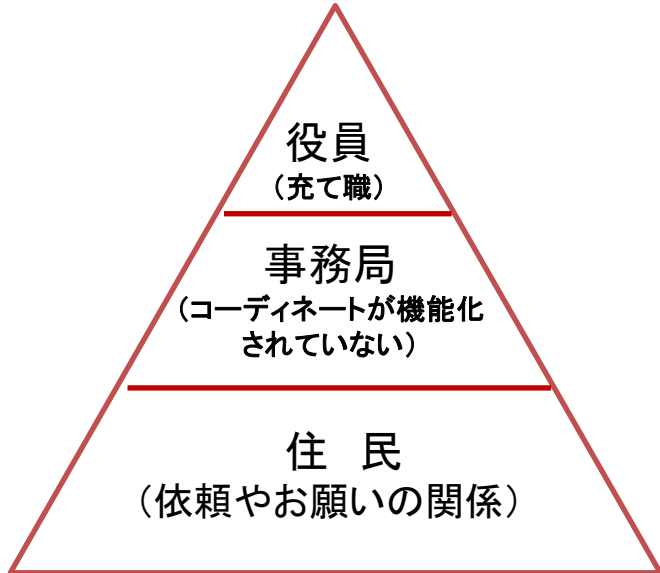 役員
（充て職）
事務局
（コーディネートが機能化
されていない）
住　民
（依頼やお願いの関係）